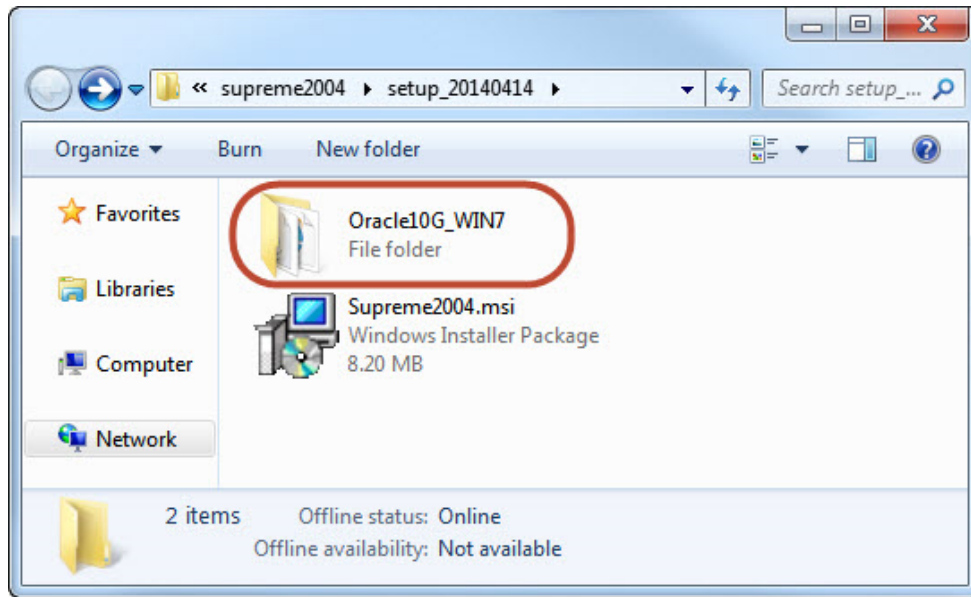 « supreme2004 ▸ setup_20140414 ▸
Search setup_...
Organize ▾ Burn New folder
Favorites
Libraries
Computer
Network
Oracle10G_WIN7
File folder
Supreme2004.msi
Windows Installer Package
8.20 MB
2 items Offline status: Online
Offline availability: Not available